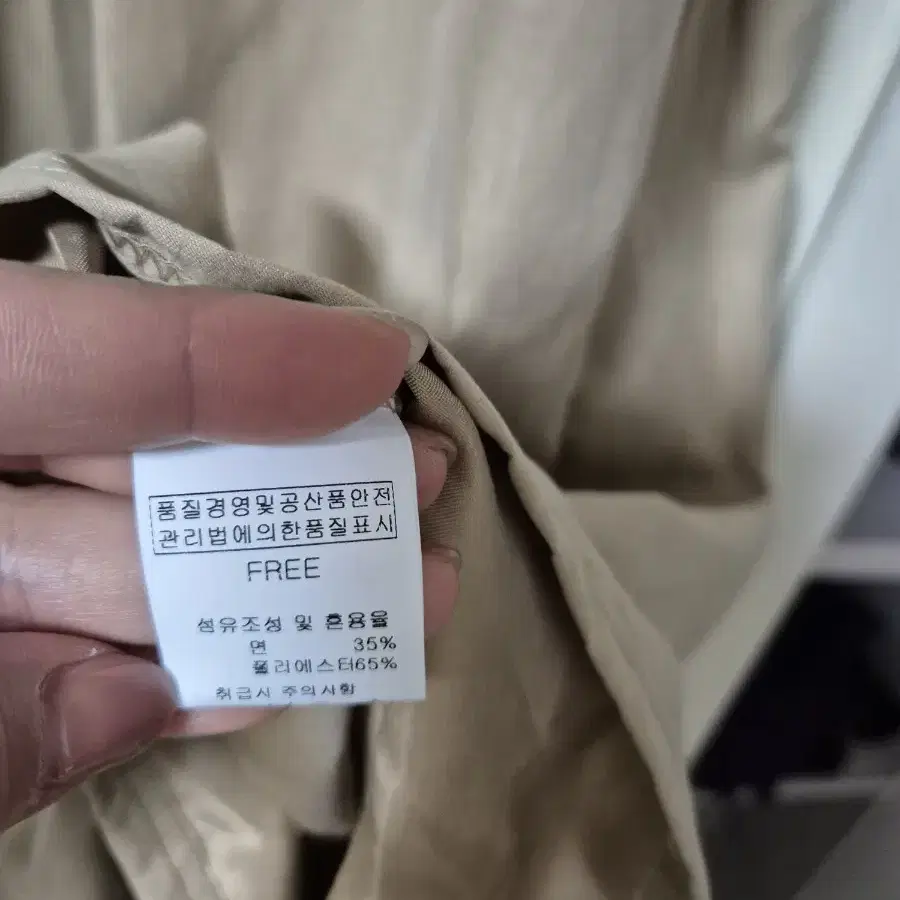 품질경영및공산품안전
관리법에의한품질표시
FREE
섬유조성 및 혼용율
면 35%
폴리에스터65%
취급시 주의사항